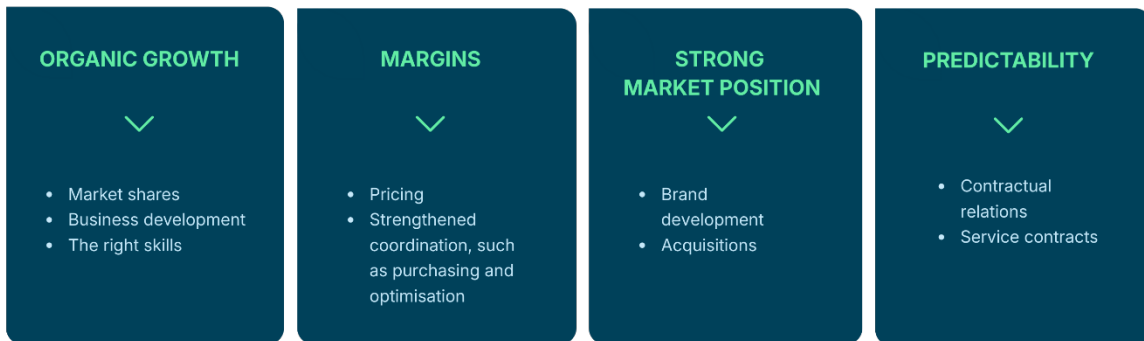 ORGANIC GROWTH
• Market shares
• Business development
• The right skills
MARGINS
• Pricing
• Strengthened
coordination, such
as purchasing and
optimisation
STRONG
MARKET POSITION
• Brand
development
• Acquisitions
PREDICTABILITY
• Contractual
relations
• Service contracts